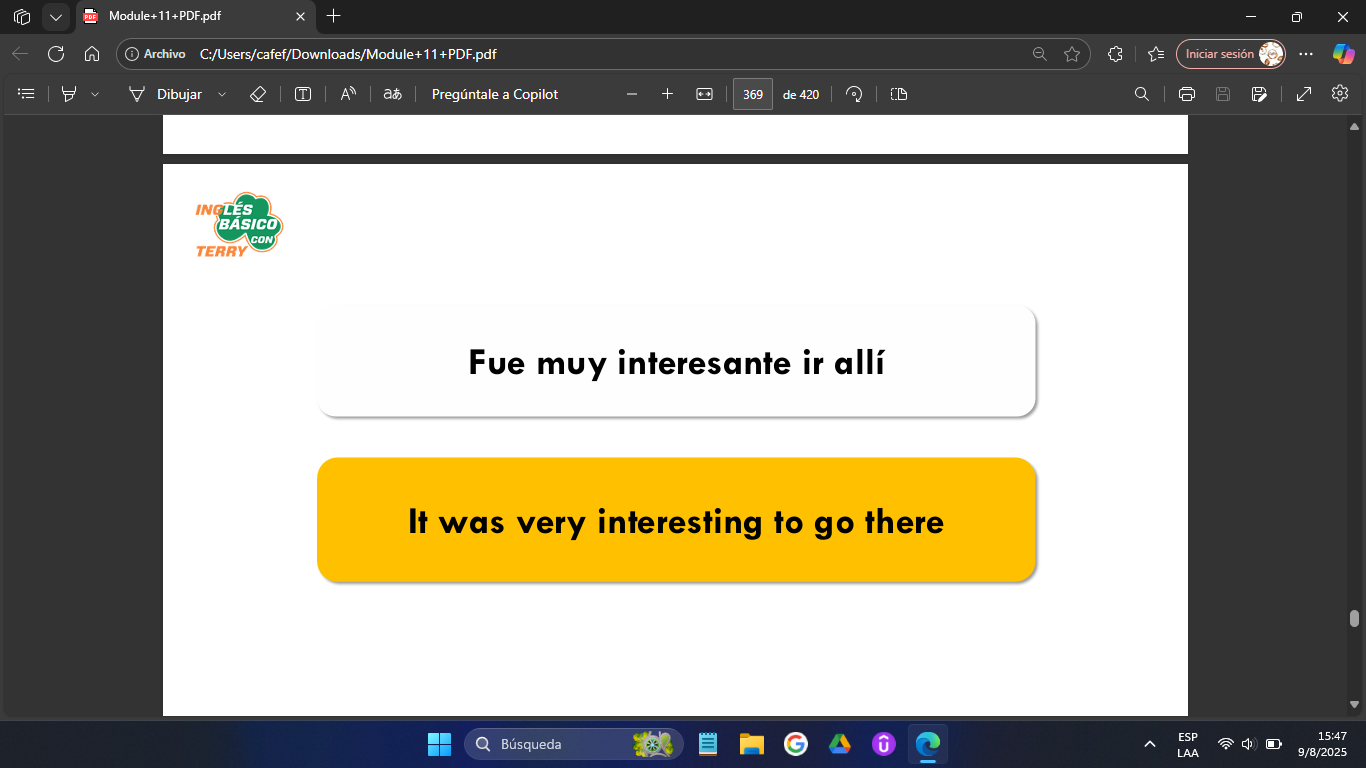 Module+11+PDF.pdf
Archivo C:/Users/cafef/Downloads/Module+11+PDF.pdf
Iniciar sesión
Dibujar
Pregúntale a Copilot
369 de 420
INGLÉS
BÁSICO
CON
TERRY
Fue muy interesante ir allí
It was very interesting to go there
Búsqueda
ESP
LAA
15:47
9/8/2025